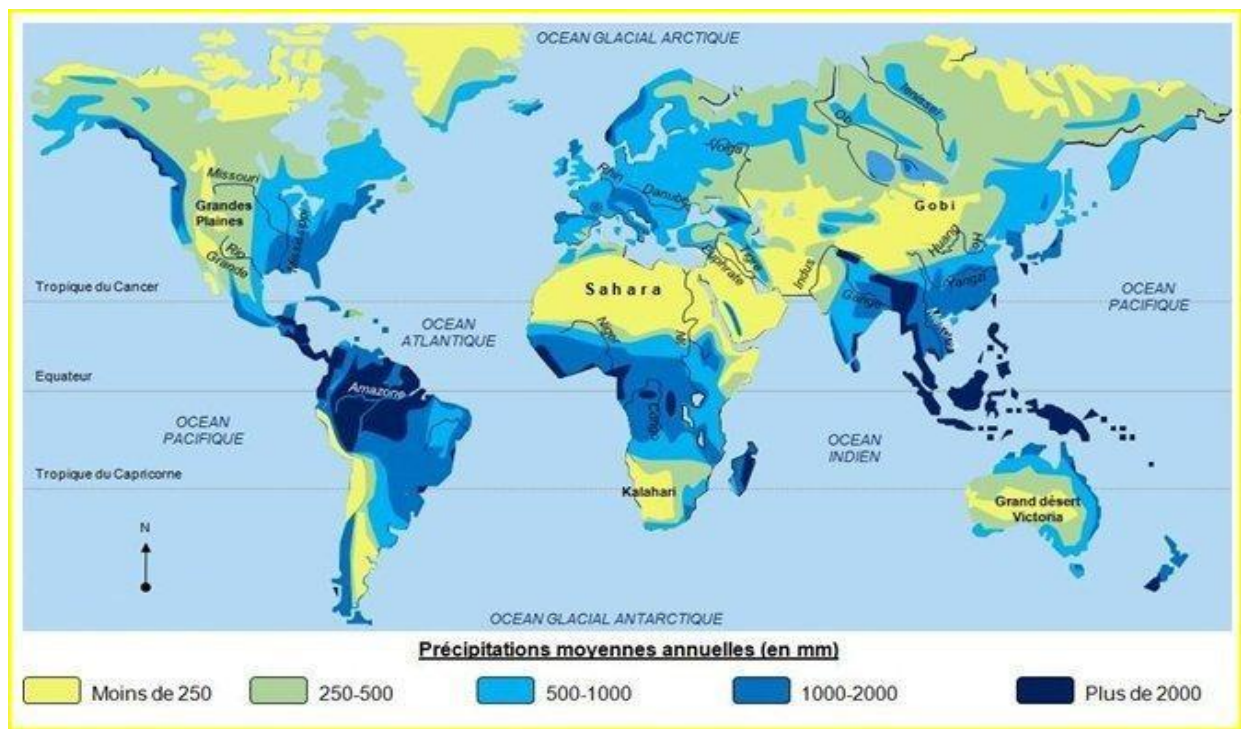 OCEAN GLACIAL ARCTIQUE
Ienissei
Ob
Volga
Rhin
Danube
Missouri
Grandes
Plaines
Mississippi
Rio
Grande
Gobi
Huang
Ho
Tigre
Euphrate
Indus
Gange
Yangzi
Mékong
Tropique du Cancer
Sahara
OCEAN
PACIFIQUE
OCEAN
ATLANTIQUE
Niger
Nil
Equateur
Amazone
Congo
OCEAN
PACIFIQUE
OCEAN
INDIEN
Tropique du Capricorne
Kalahari
Grand désert
Victoria
N
OCEAN GLACIAL ANTARCTIQUE
Précipitations moyennes annuelles (en mm)
Moins de 250
250-500
500-1000
1000-2000
Plus de 2000